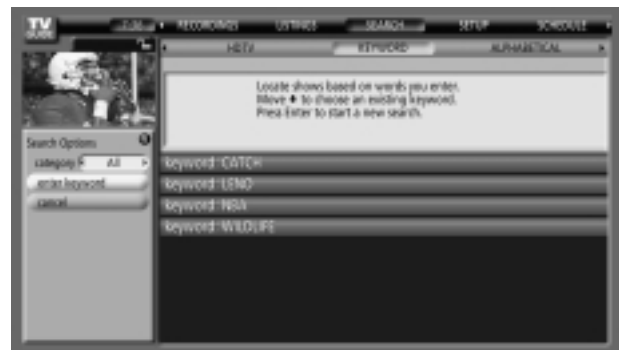 TV
GUIDE
7:30 RECORDINGS LISTINGS SEARCH SETUP SCHEDULE
HDTV KEYWORD ALPHABETICAL
Locate shows based on words you enter.
Move to choose an existing keyword.
Press Enter to start a new search.
Search Options
category All
enter keyword
cancel
keyword: CATCH
keyword: LENO
keyword: NBA
keyword: WILDLIFE